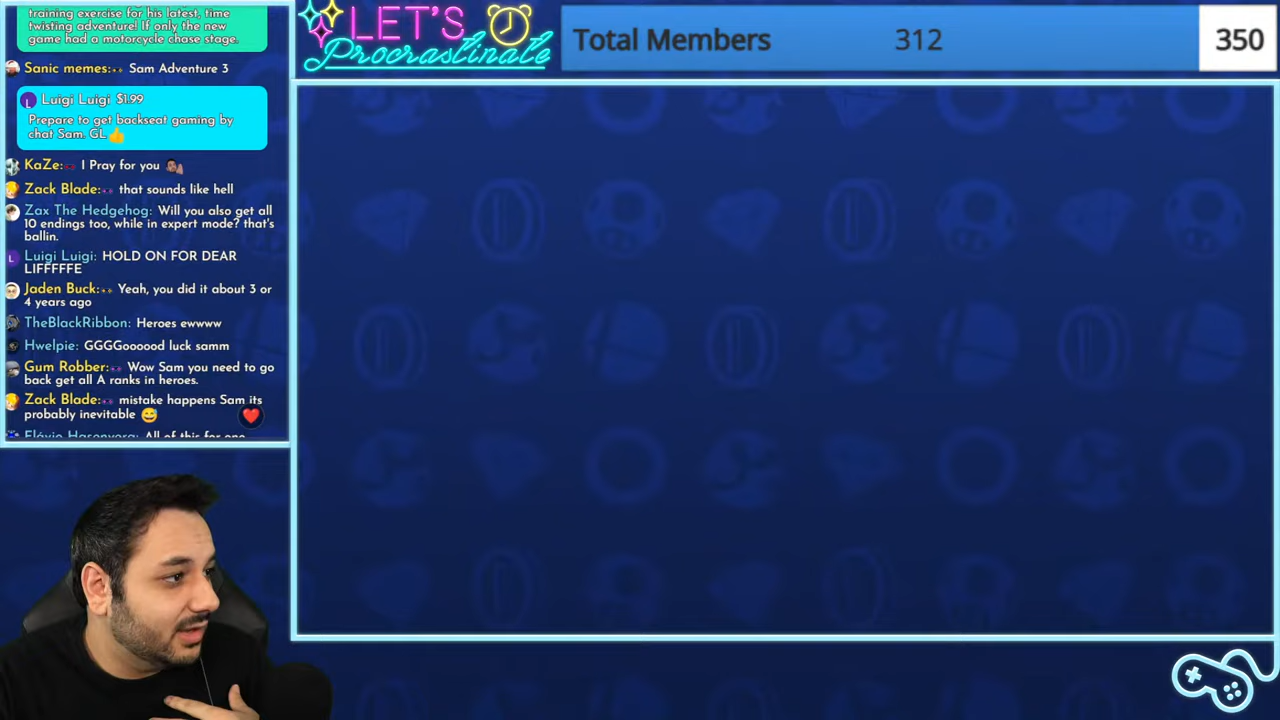 training exercise for his latest, time
twisting adventure! If only the new
game had a motorcycle chase stage.
Sanic memes: Sam Adventure 3
Luigi Luigi $1.99
Prepare to get backseat gaming by
chat Sam. GL👍
KaZe: I Pray for you 🙏🏾
Zack Blade: that sounds like hell
Zax The Hedgehog: Will you also get all
10 endings too, while in expert mode? that's
ballin.
Luigi Luigi: HOLD ON FOR DEAR
LIFFFFFE
Jaden Buck: Yeah, you did it about 3 or
4 years ago
TheBlackRibbon: Heroes ewwww
Hwelpie: GGGGooood luck samm
Gum Robber: Wow Sam you need to go
back get all A ranks in heroes.
Zack Blade: mistake happens Sam its
probably inevitable 😅
All of this for one
LET'S
Procrastinate
Total Members 312 350